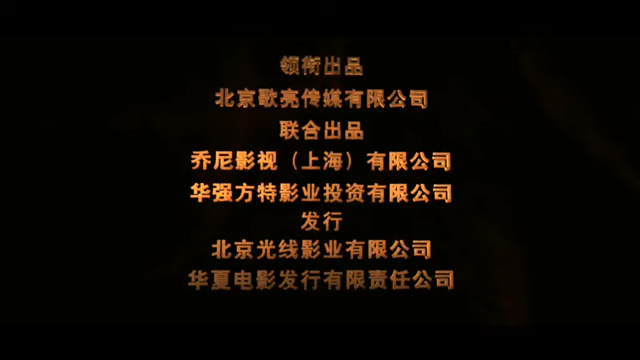 领衔出品
北京歌亮传媒有限公司
联合出品
乔尼影视（上海）有限公司
华强方特影业投资有限公司
发行
北京光线影业有限公司
华夏电影发行有限责任公司